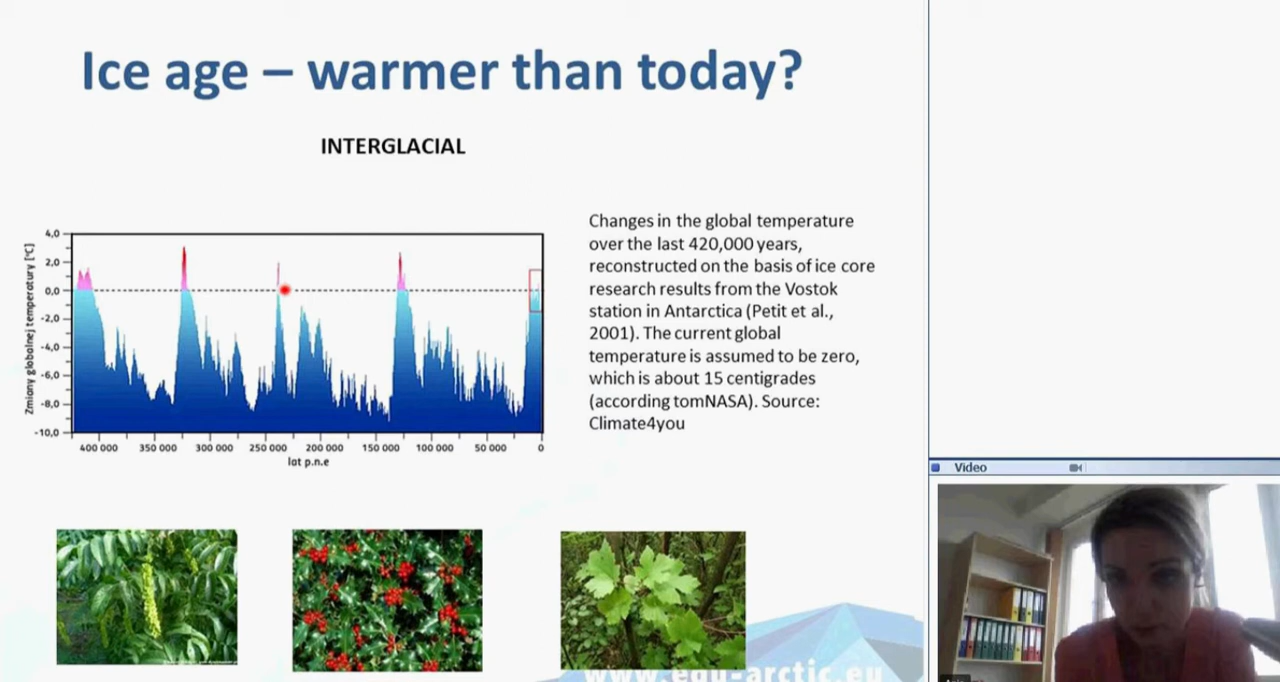 Ice age – warmer than today?
INTERGLACIAL
Zmiany globalnej temperatury [°C]
4,0
2,0
0,0
-2,0
-4,0
-6,0
-8,0
-10,0
400 000 350 000 300 000 250 000 200 000 150 000 100 000 50 000 0
lat p.n.e
Changes in the global temperature
over the last 420,000 years,
reconstructed on the basis of ice core
research results from the Vostok
station in Antarctica (Petit et al.,
2001). The current global
temperature is assumed to be zero,
which is about 15 centigrades
(according tomNASA). Source:
Climate4you
www.edu-arctic.eu
Video